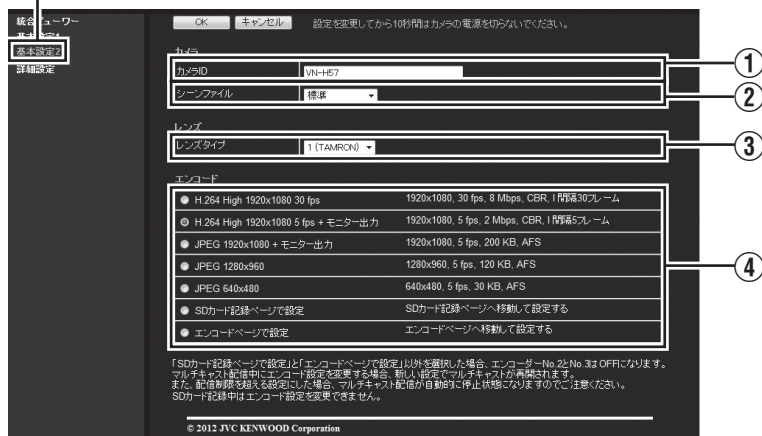 統合ビューワー
基本設定1
基本設定2
詳細設定
OK キャンセル 設定を変更してから10秒間はカメラの電源を切らないでください。
カメラ
カメラID VN-H57 ①
シーンファイル 標準 ②
レンズ
レンズタイプ 1 (TAMRON) ③
エンコード
H.264 High 1920x1080 30 fps 1920x1080, 30 fps, 8 Mbps, CBR, I 間隔30フレーム
H.264 High 1920x1080 5 fps + モニター出力 1920x1080, 5 fps, 2 Mbps, CBR, I 間隔5フレーム
JPEG 1920x1080 + モニター出力 1920x1080, 5 fps, 200 KB, AFS
JPEG 1280x960 1280x960, 5 fps, 120 KB, AFS ④
JPEG 640x480 640x480, 5 fps, 30 KB, AFS
SDカード記録ページで設定 SDカード記録ページへ移動して設定する
エンコードページで設定 エンコードページへ移動して設定する
「SDカード記録ページで設定」と「エンコードページで設定」以外を選択した場合、エンコーダーNo.2とNo.3はOFFになります。
マルチキャスト配信中にエンコード設定を変更する場合、新しい設定でマルチキャストが再開されます。
また、配信制限を超える設定にした場合、マルチキャスト配信が自動的に停止状態になりますのでご注意ください。
SDカード記録中はエンコード設定を変更できません。
© 2012 JVC KENWOOD Corporation